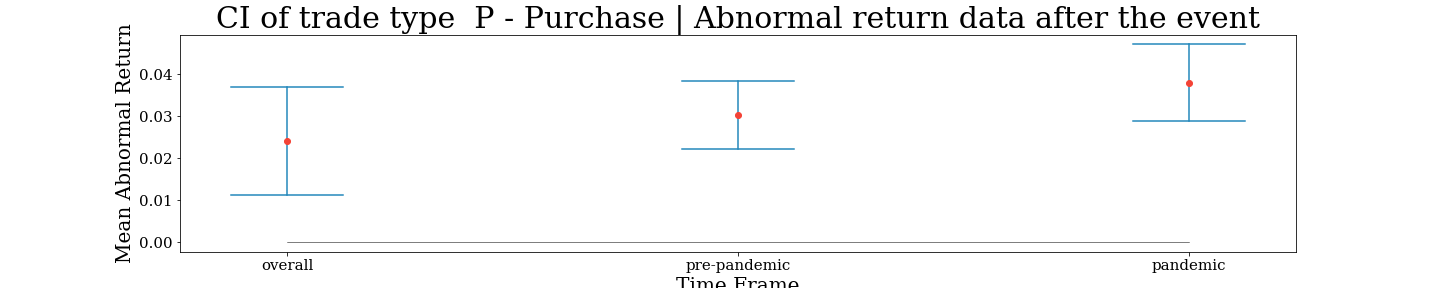 CI of trade type  P - Purchase | Abnormal return data after the event
Mean Abnormal Return
0.04
0.03
0.02
0.01
0.00
overall
pre-pandemic
pandemic
Time Frame